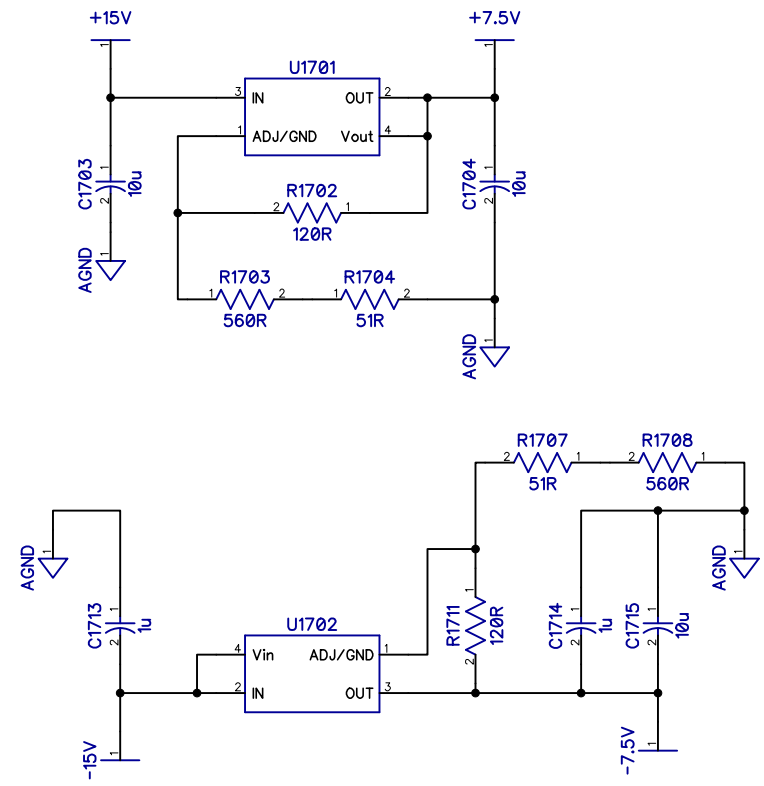 +15V
+7.5V
1
1
U1701
3
IN
OUT
2
1
ADJ/GND
Vout
4
C1703
1
2
10u
C1704
1
2
10u
R1702
2
1
120R
AGND
1
R1703
1
2
560R
R1704
1
2
51R
AGND
1
R1707
2
1
51R
R1708
2
1
560R
AGND
1
AGND
1
C1713
1
2
1u
R1711
1
2
120R
C1714
1
2
1u
C1715
1
2
10u
U1702
4
Vin
ADJ/GND
1
2
IN
OUT
3
-15V
1
-7.5V
1